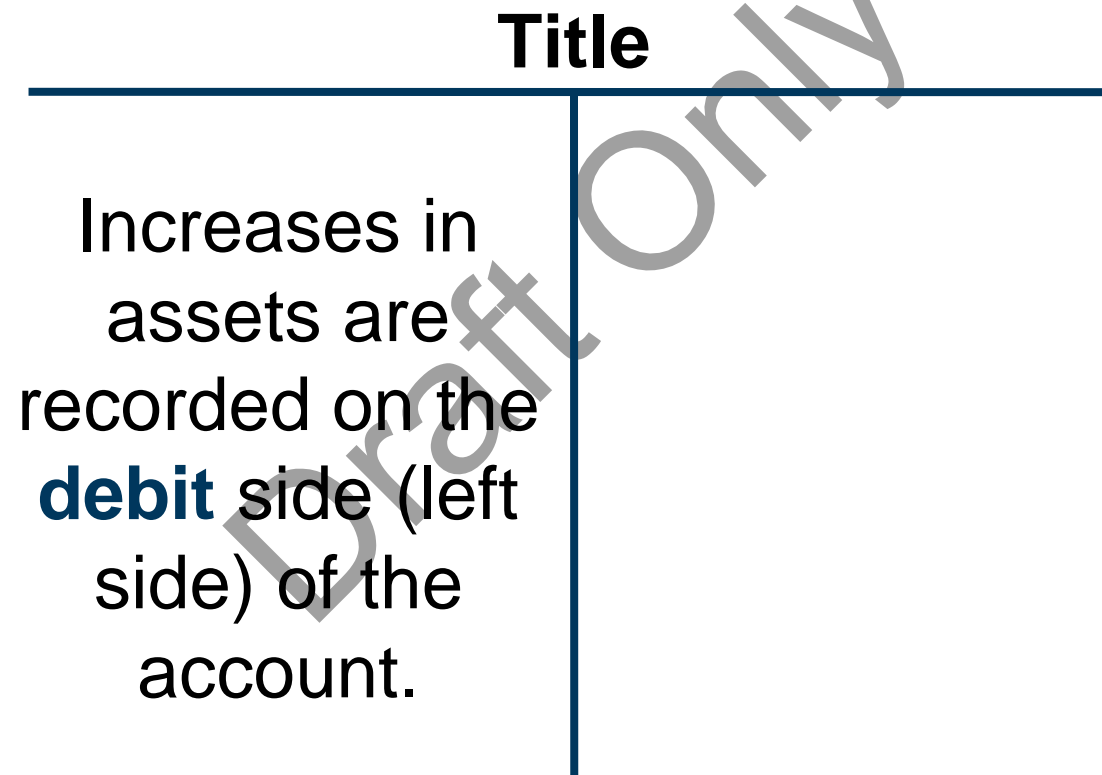 Title
Increases in
assets are
recorded on the
debit side (left
side) of the
account.
Draft Only